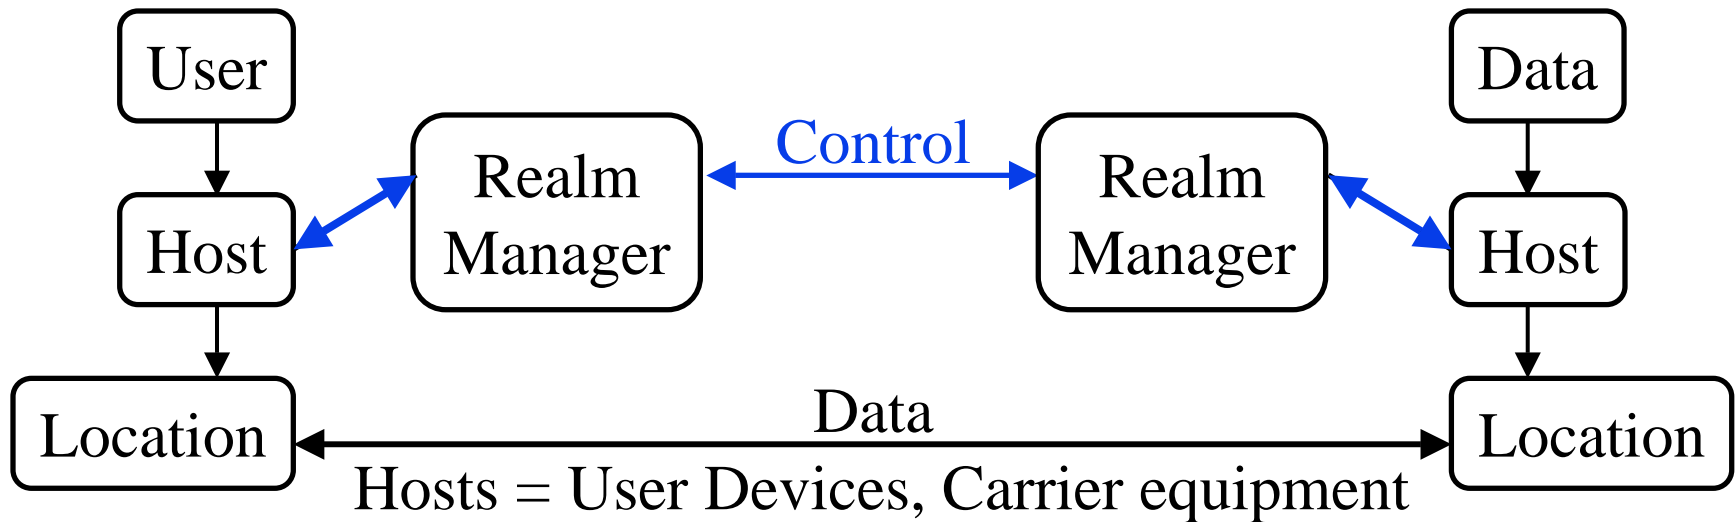 User
Data
Control
Realm
Manager
Realm
Manager
Host
Host
Location
Data
Location
Hosts = User Devices, Carrier equipment